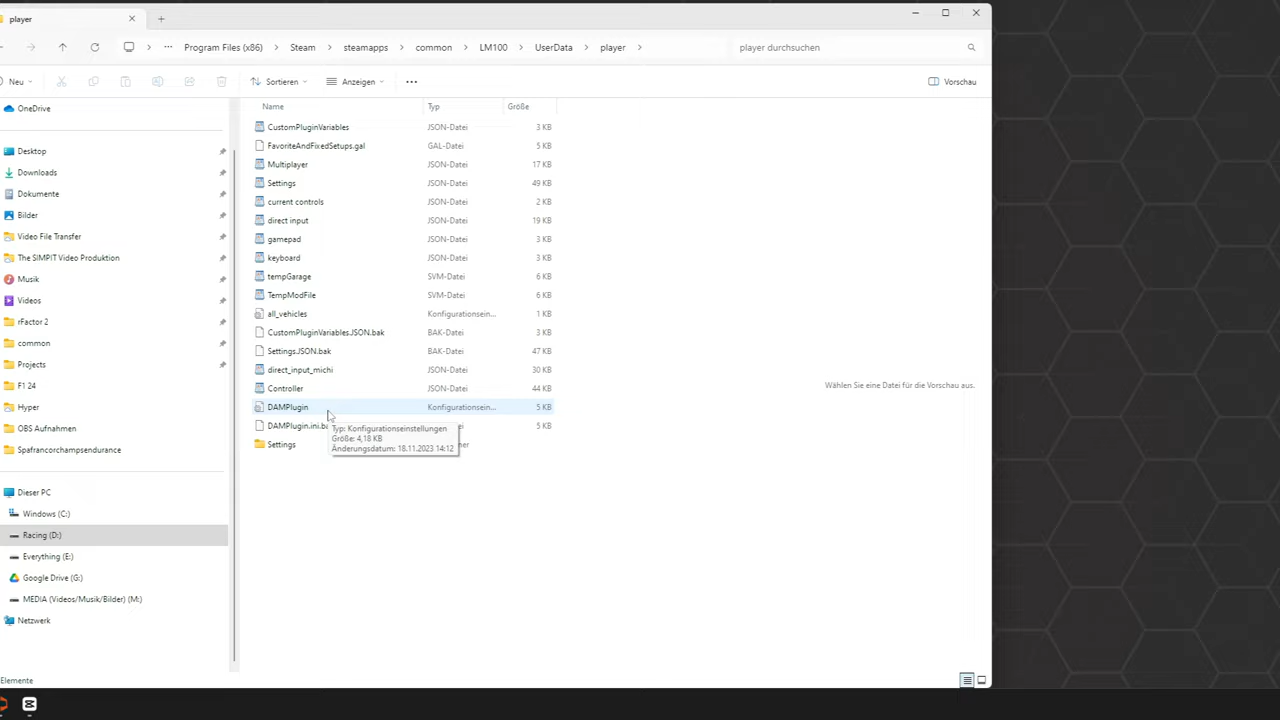 player
Program Files (x86) Steam steamapps common LM100 UserData player
player durchsuchen
Neu
Sortieren
Anzeigen
Vorschau
OneDrive
Desktop
Downloads
Dokumente
Bilder
Video File Transfer
The SIMPIT Video Produktion
Musik
Videos
rFactor 2
common
Projects
F1 24
Hyper
OBS Aufnahmen
Spafrancorchampsendurance
Dieser PC
Windows (C:)
Racing (D:)
Everything (E:)
Google Drive (G:)
MEDIA (Videos/Musik/Bilder) (M:)
Netzwerk
Name Typ Größe
CustomPluginVariables JSON-Datei 3 KB
FavoriteAndFixedSetups.gal GAL-Datei 5 KB
Multiplayer JSON-Datei 17 KB
Settings JSON-Datei 49 KB
current controls JSON-Datei 2 KB
direct input JSON-Datei 19 KB
gamepad JSON-Datei 3 KB
keyboard JSON-Datei 3 KB
tempGarage SVM-Datei 6 KB
TempModFile SVM-Datei 6 KB
all_vehicles Konfigurationsein... 5 KB
CustomPluginVariables.JSON.bak BAK-Datei 3 KB
Settings.JSON.bak BAK-Datei 47 KB
direct_input_michi JSON-Datei 30 KB
Controller JSON-Datei 44 KB
DAMPlugin Konfigurationsein... 5 KB
DAMPlugin.ini.ba ei 5 KB
Settings ner
Typ: Konfigurationseinstellungen
Größe: 4,18 KB
Änderungsdatum: 18.11.2023 14:12
Wählen Sie eine Datei für die Vorschau aus.
Elemente